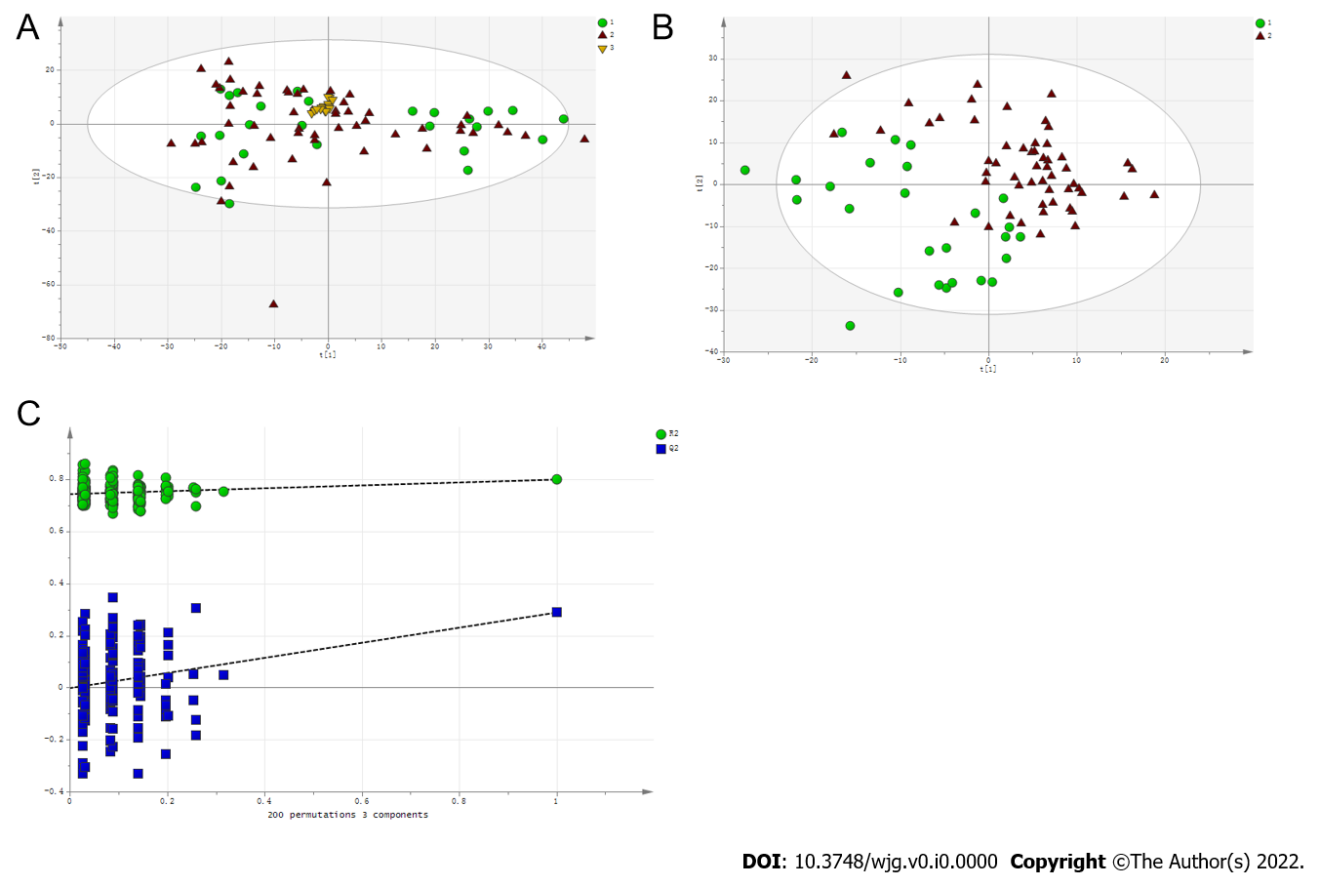 A
1
2
3
20
0
-20
-40
-60
-80
-50 -40 -30 -20 -10 0 10 20 30 40
t[1]
t[2]
B
1
2
30
20
10
0
-10
-20
-30
-40
-30 -20 -10 0 10 20
t[1]
t[2]
C
R2
Q2
0.8
0.6
0.4
0.2
0
-0.2
-0.4
0 0.2 0.4 0.6 0.8 1
200 permutations 3 components
DOI: 10.3748/wjg.v0.i0.0000 Copyright ©The Author(s) 2022.